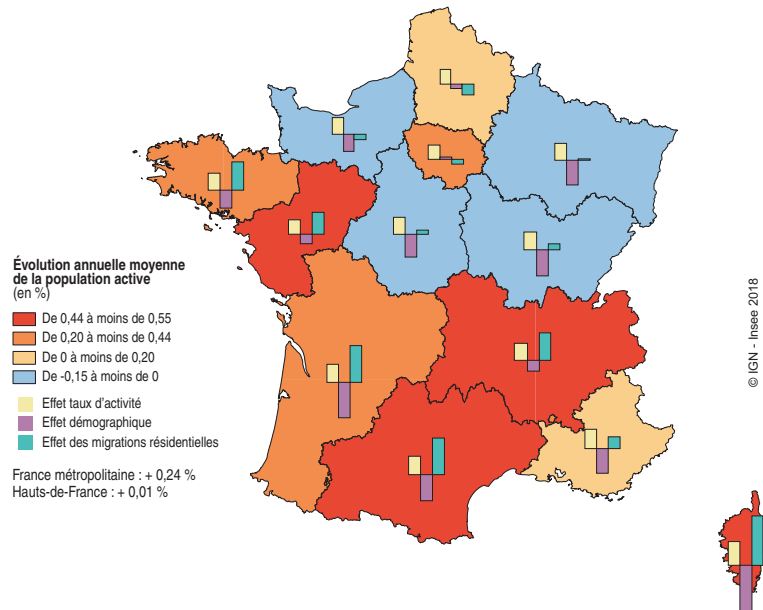 Évolution annuelle moyenne
de la population active
(en %)
De 0,44 à moins de 0,55
De 0,20 à moins de 0,44
De 0 à moins de 0,20
De -0,15 à moins de 0
Effet taux d'activité
Effet démographique
Effet des migrations résidentielles
France métropolitaine : + 0,24 %
Hauts-de-France : + 0,01 %
© IGN - Insee 2018